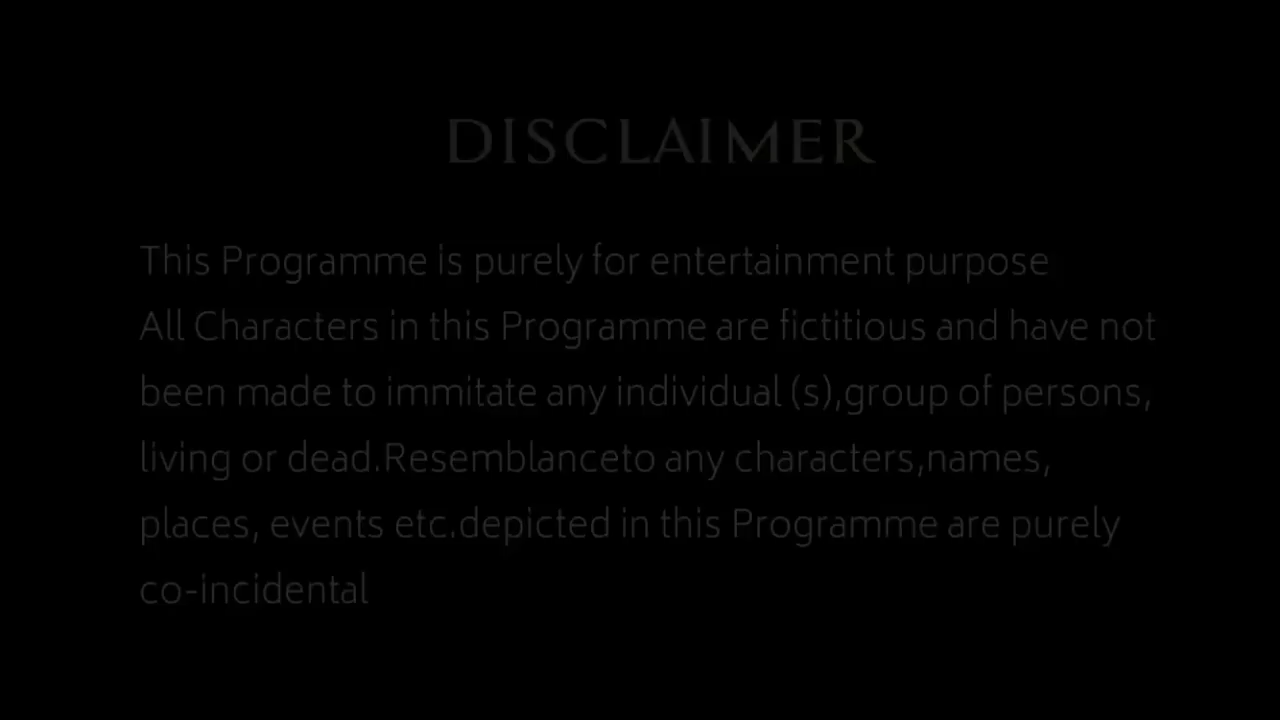 DISCLAIMER
This Programme is purely for entertainment purpose
All Characters in this Programme are fictitious and have not
been made to immitate any individual (s),group of persons,
living or dead.Resemblanceto any characters,names,
places, events etc.depicted in this Programme are purely
co-incidental